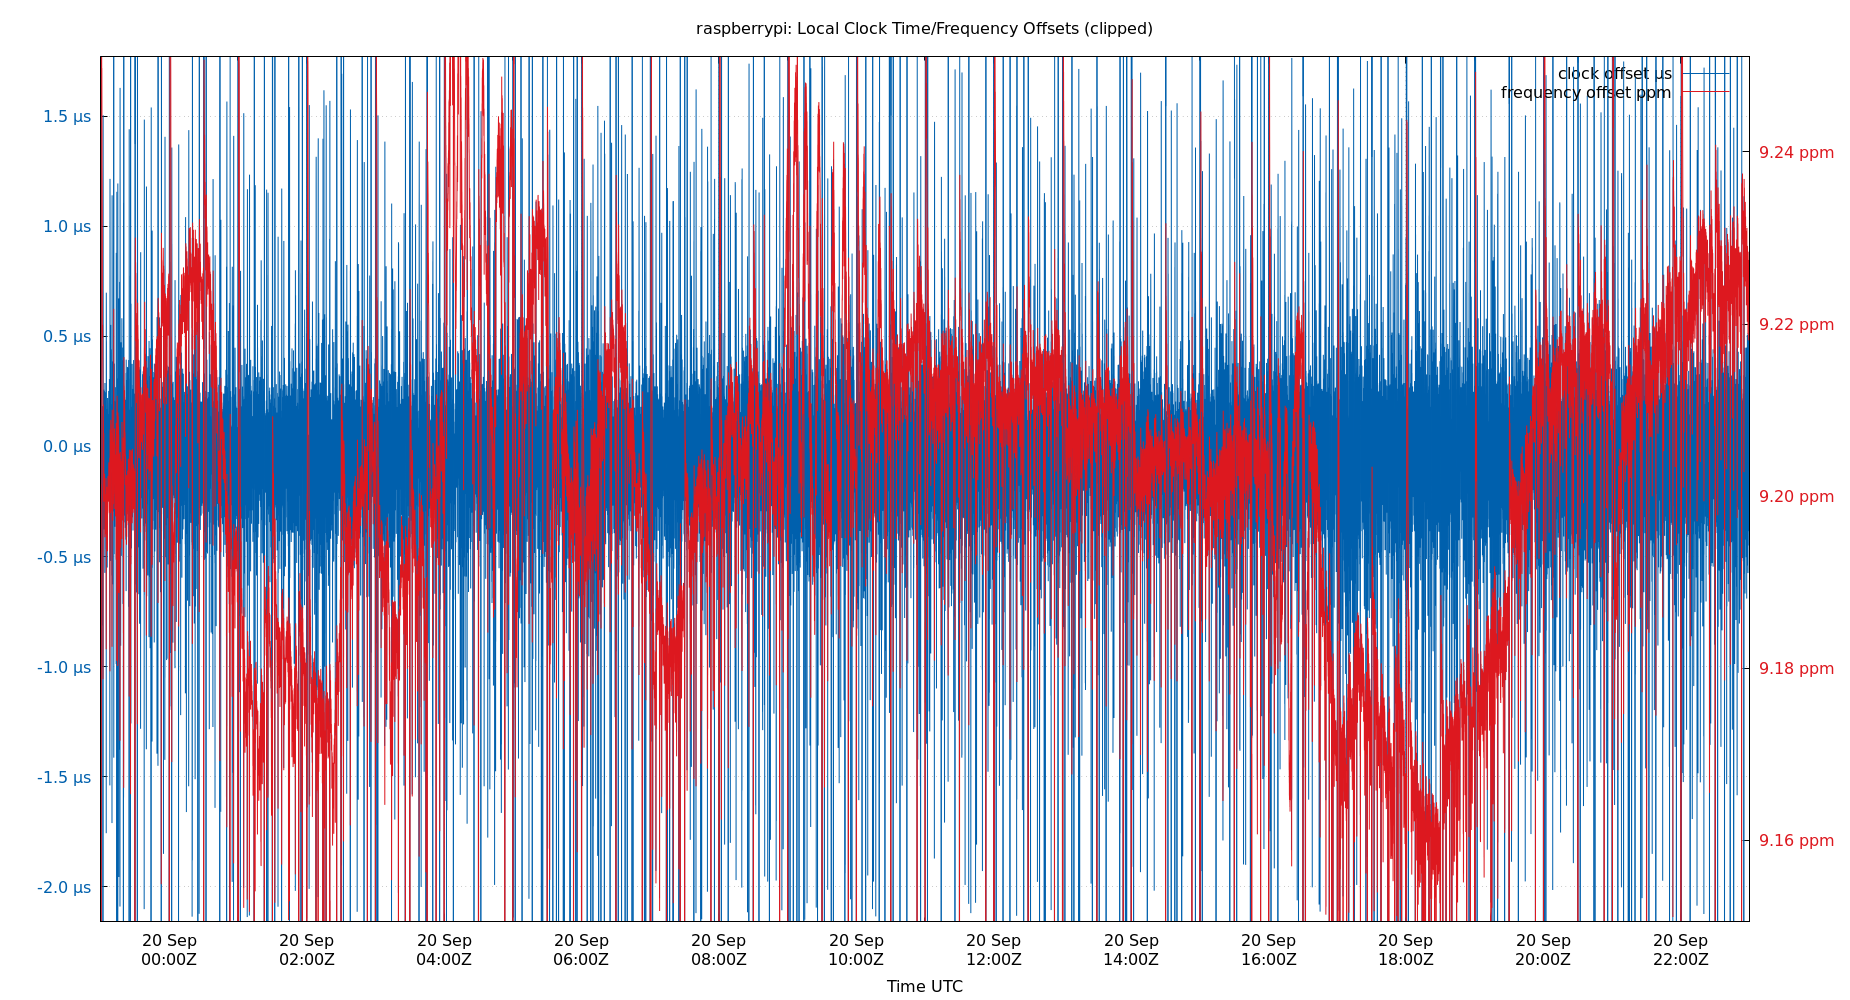 raspberrypi: Local Clock Time/Frequency Offsets (clipped)
clock offset µs
frequency offset ppm
1.5 µs
1.0 µs
0.5 µs
0.0 µs
-0.5 µs
-1.0 µs
-1.5 µs
-2.0 µs
9.24 ppm
9.22 ppm
9.20 ppm
9.18 ppm
9.16 ppm
20 Sep 20 Sep 20 Sep 20 Sep 20 Sep 20 Sep 20 Sep 20 Sep 20 Sep 20 Sep 20 Sep 20 Sep
00:00Z 02:00Z 04:00Z 06:00Z 08:00Z 10:00Z 12:00Z 14:00Z 16:00Z 18:00Z 20:00Z 22:00Z
Time UTC